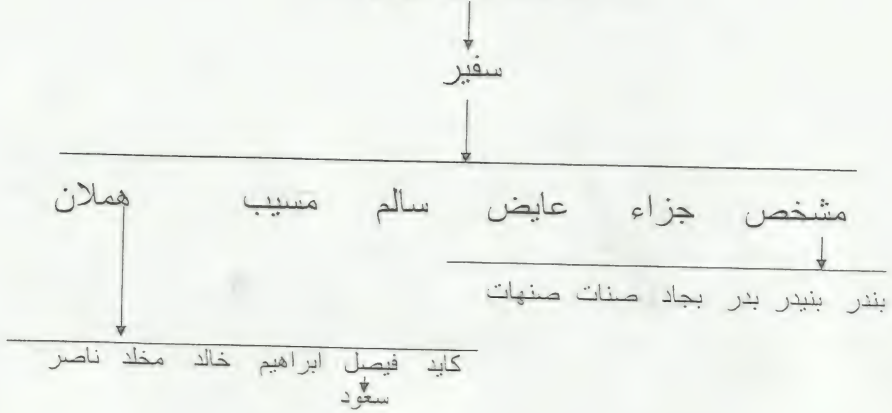 سفير
مشخص جزاء عايض سالم مسيب هملان
بندر بنيدر بدر بجاد صنات صنهات
كايد فيصل ابراهيم خالد مخلد ناصر
سعود